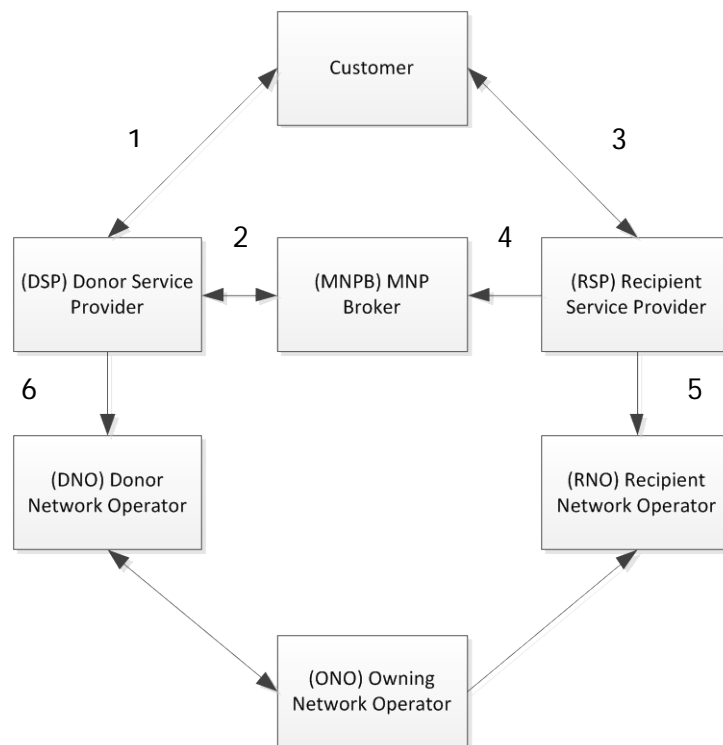 Customer
1
3
2
4
(DSP) Donor Service
Provider
(MNPB) MNP
Broker
(RSP) Recipient
Service Provider
6
5
(DNO) Donor
Network Operator
(RNO) Recipient
Network Operator
(ONO) Owning
Network Operator